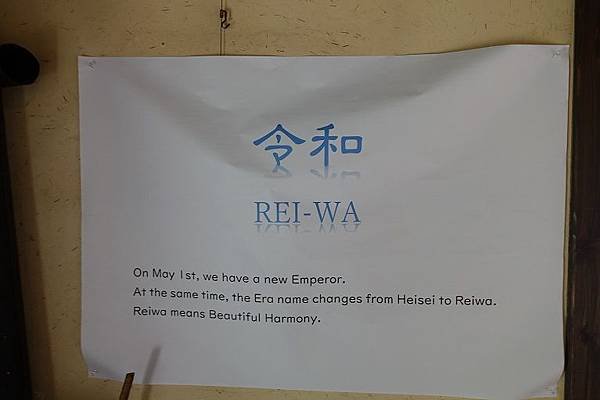 令和
REI-WA
On May 1st, we have a new Emperor.
At the same time, the Era name changes from Heisei to Reiwa.
Reiwa means Beautiful Harmony.